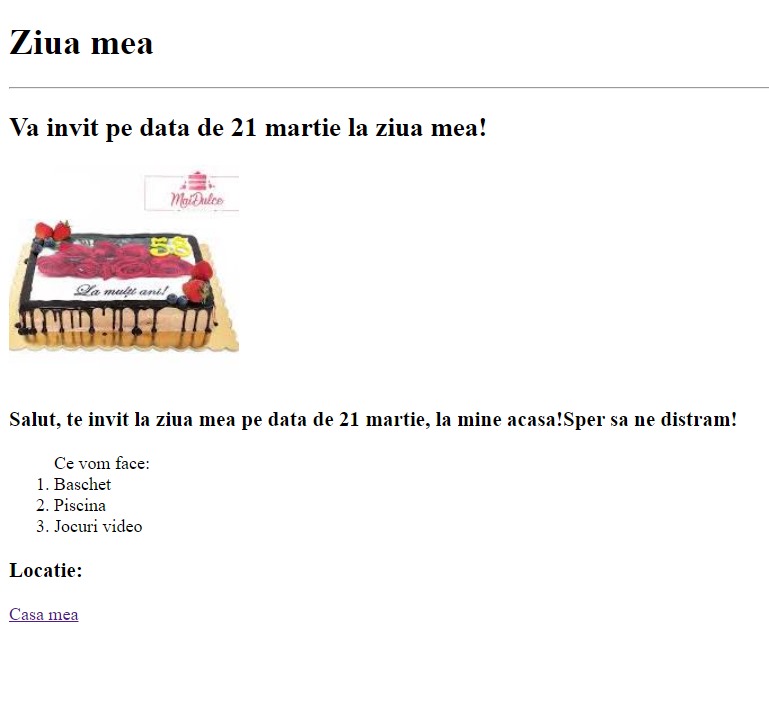 Ziua mea
Va invit pe data de 21 martie la ziua mea!
MaiDulce
58
La mulți ani!
Salut, te invit la ziua mea pe data de 21 martie, la mine acasa!Sper sa ne distram!
Ce vom face:
1. Baschet
2. Piscina
3. Jocuri video
Locatie:
Casa mea